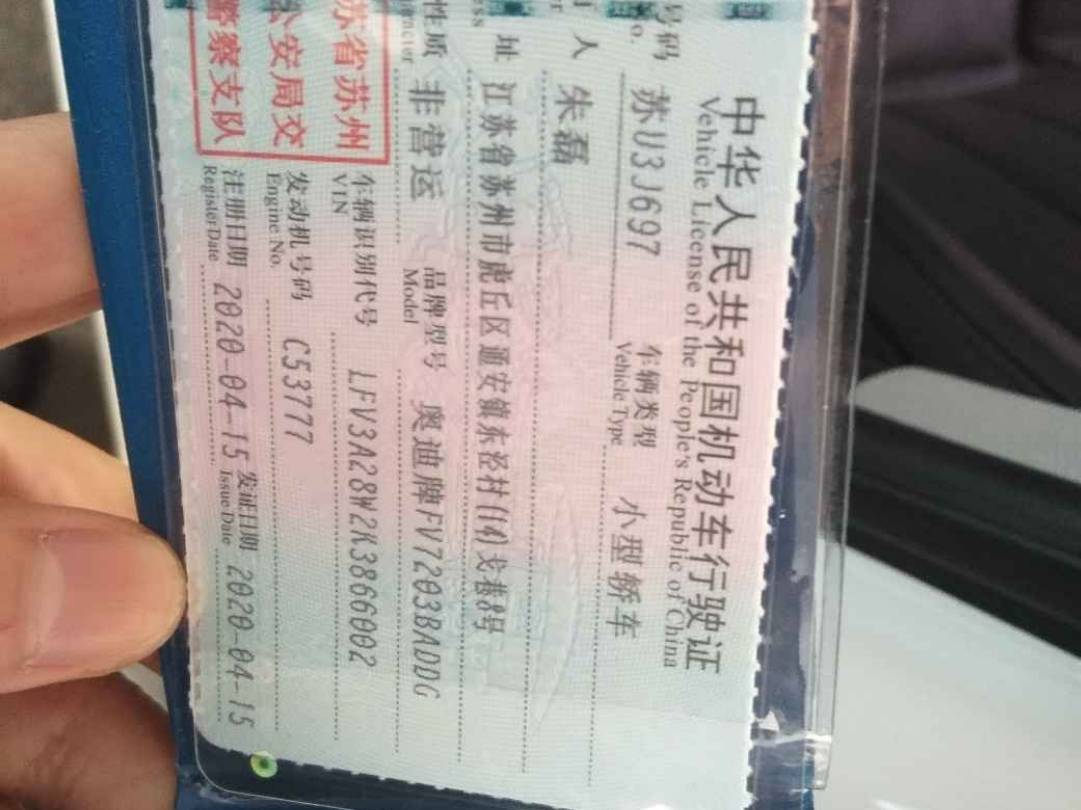 中华人民共和国机动车行驶证
Vehicle License of the People's Republic of China
号码 苏U3J697 车辆类型 小型轿车
No. Vehicle Type
人 朱磊
址 江苏省苏州市虎丘区通安镇东泾村(14)戈巷8号
性质 非营运 品牌型号 奥迪牌FV7203BADDG
Model
苏省苏州 车辆识别代号 LFV3A28W2K3866002
VIN
公安局交 发动机号码 C53777
Engine No.
警察支队 注册日期 2020-04-15 发证日期 2020-04-15
Register Date Issue Date